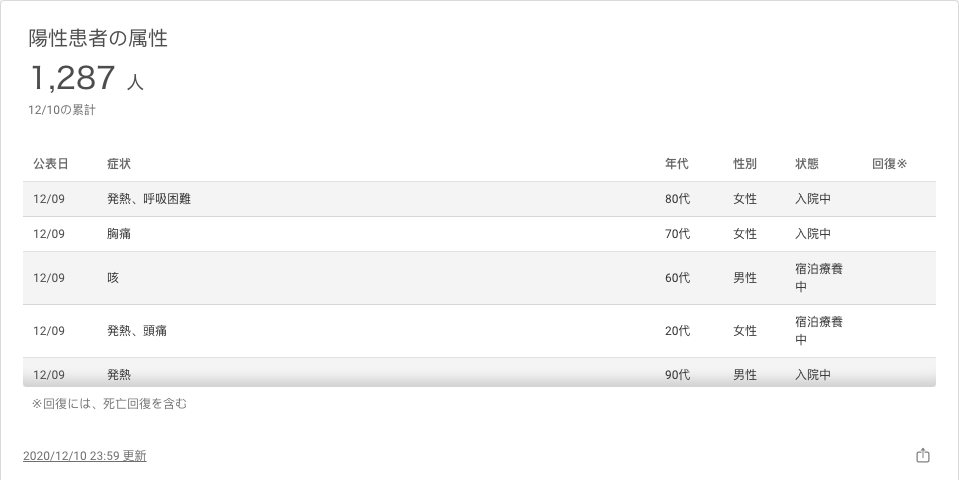 陽性患者の属性
1,287 人
12/10の累計
公表日 症状 年代 性別 状態 回復※
12/09 発熱、呼吸困難 80代 女性 入院中
12/09 胸痛 70代 女性 入院中
12/09 咳 60代 男性 宿泊療養
中
12/09 発熱、頭痛 20代 女性 宿泊療養
中
12/09 発熱 90代 男性 入院中
※回復には、死亡回復を含む
2020/12/10 23:59 更新